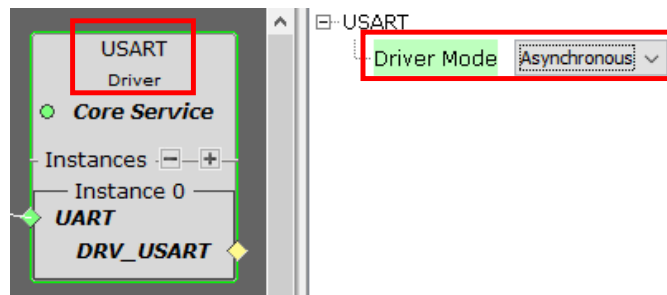 USART
Driver
Core Service
Instances
Instance 0
UART
DRV_USART
USART
Driver Mode Asynchronous